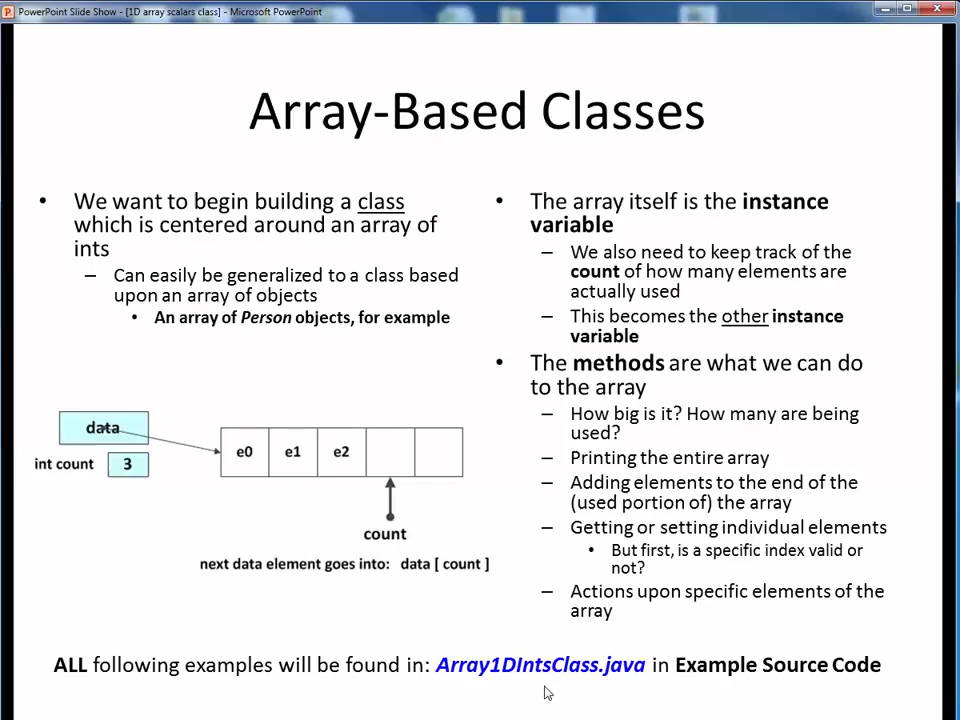 PowerPoint Slide Show - [1D array scalars class] - Microsoft PowerPoint
Array-Based Classes
• We want to begin building a class
which is centered around an array of
ints
– Can easily be generalized to a class based
upon an array of objects
• An array of Person objects, for example
data
int count 3
e0 e1 e2
count
next data element goes into: data [ count ]
• The array itself is the instance
variable
– We also need to keep track of the
count of how many elements are
actually used
– This becomes the other instance
variable
• The methods are what we can do
to the array
– How big is it? How many are being
used?
– Printing the entire array
– Adding elements to the end of the
(used portion of) the array
– Getting or setting individual elements
• But first, is a specific index valid or
not?
– Actions upon specific elements of the
array
ALL following examples will be found in: Array1DIntsClass.java in Example Source Code